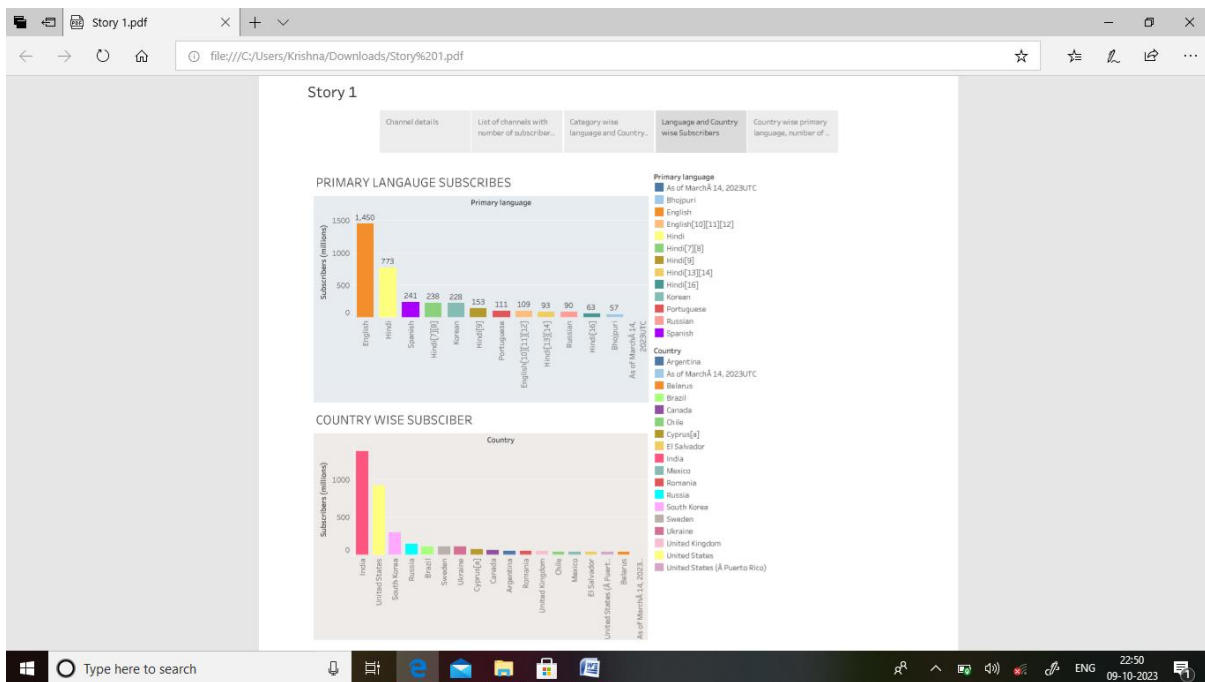 Story 1.pdf
file:///C:/Users/Krishna/Downloads/Story%201.pdf
Story 1
Channel details
List of channels with
number of subscriber..
Category wise
language and Country..
Language and Country
wise Subscribers
Country wise primary
language, number of ..
PRIMARY LANGAUGE SUBSCRIBES
Primary language
Subscribers (millions)
1500
1000
500
0
1,450
773
241
238
228
153
111
109
93
90
63
57
English
Hindi
Spanish
Hindi[7][8]
Korean
Hindi[9]
Portuguese
English[10][11][12]
Hindi[13][14]
Russian
Hindi[16]
Bhojpuri
As of MarchÂ 14,
2023UTC
COUNTRY WISE SUBSCIBER
Country
Subscribers (millions)
1000
500
0
India
United States
South Korea
Russia
Brazil
Sweden
Ukraine
Cyprus[a]
Canada
Argentina
Romania
United Kingdom
Chile
Mexico
El Salvador
United States (Â Puert..
Belarus
As of MarchÂ 14, 2023..
Primary language
As of MarchÂ 14, 2023UTC
Bhojpuri
English
English[10][11][12]
Hindi
Hindi[7][8]
Hindi[9]
Hindi[13][14]
Hindi[16]
Korean
Portuguese
Russian
Spanish
Country
Argentina
As of MarchÂ 14, 2023UTC
Belarus
Brazil
Canada
Chile
Cyprus[a]
El Salvador
India
Mexico
Romania
Russia
South Korea
Sweden
Ukraine
United Kingdom
United States
United States (Â Puerto Rico)
Type here to search
ENG
22:50
09-10-2023